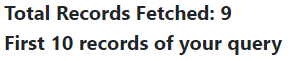 Total Records Fetched: 9
First 10 records of your query